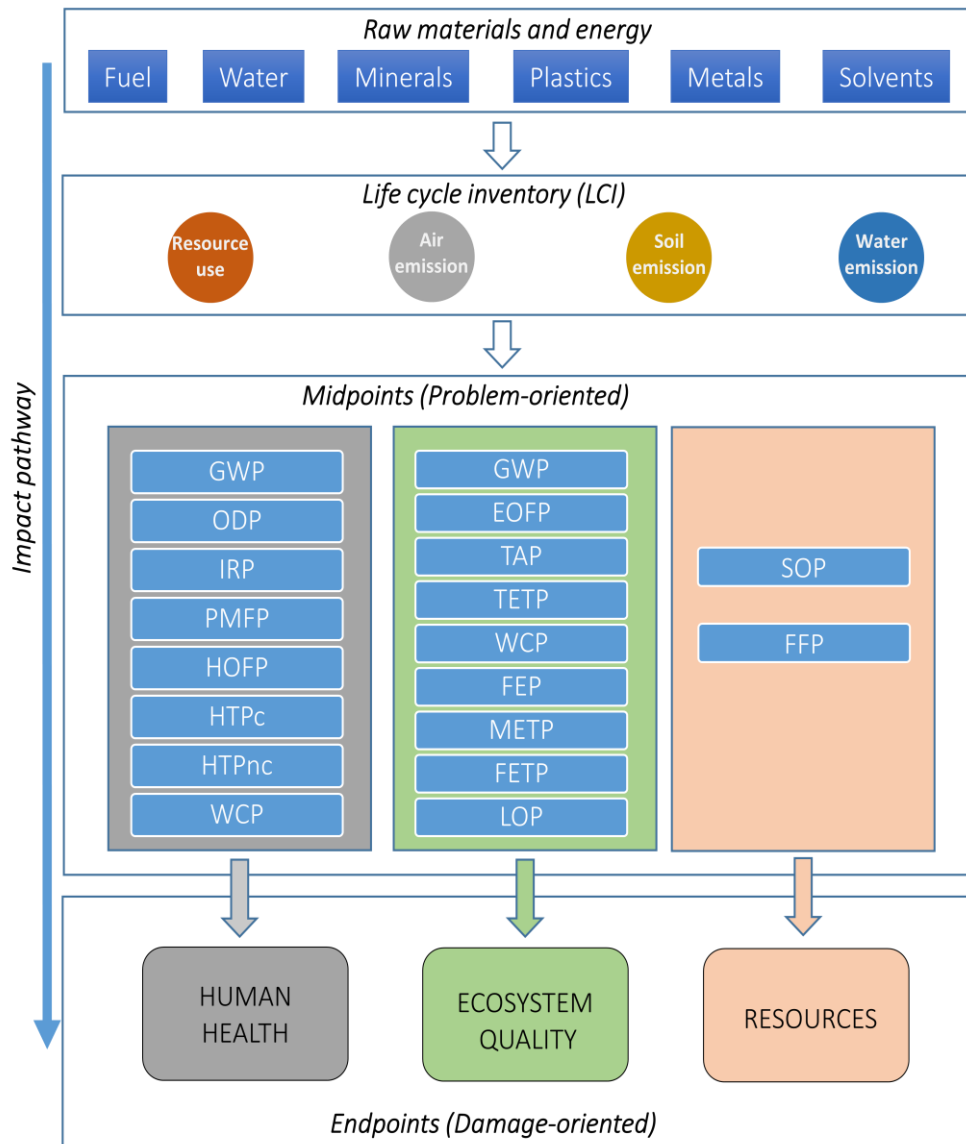 Raw materials and energy
Fuel
Water
Minerals
Plastics
Metals
Solvents
Life cycle inventory (LCI)
Resource
use
Air
emission
Soil
emission
Water
emission
Impact pathway
Midpoints (Problem-oriented)
GWP
ODP
IRP
PMFP
HOFP
HTPc
HTPnc
WCP
GWP
EOFP
TAP
TETP
WCP
FEP
METP
FETP
LOP
SOP
FFP
HUMAN
HEALTH
ECOSYSTEM
QUALITY
RESOURCES
Endpoints (Damage-oriented)